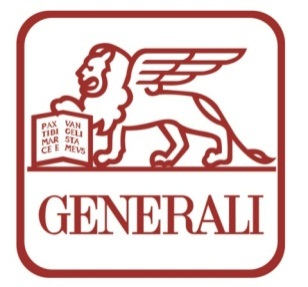 PAX VAN
TIBI GELI
MAR STA
CE E MEVS
GENERALI